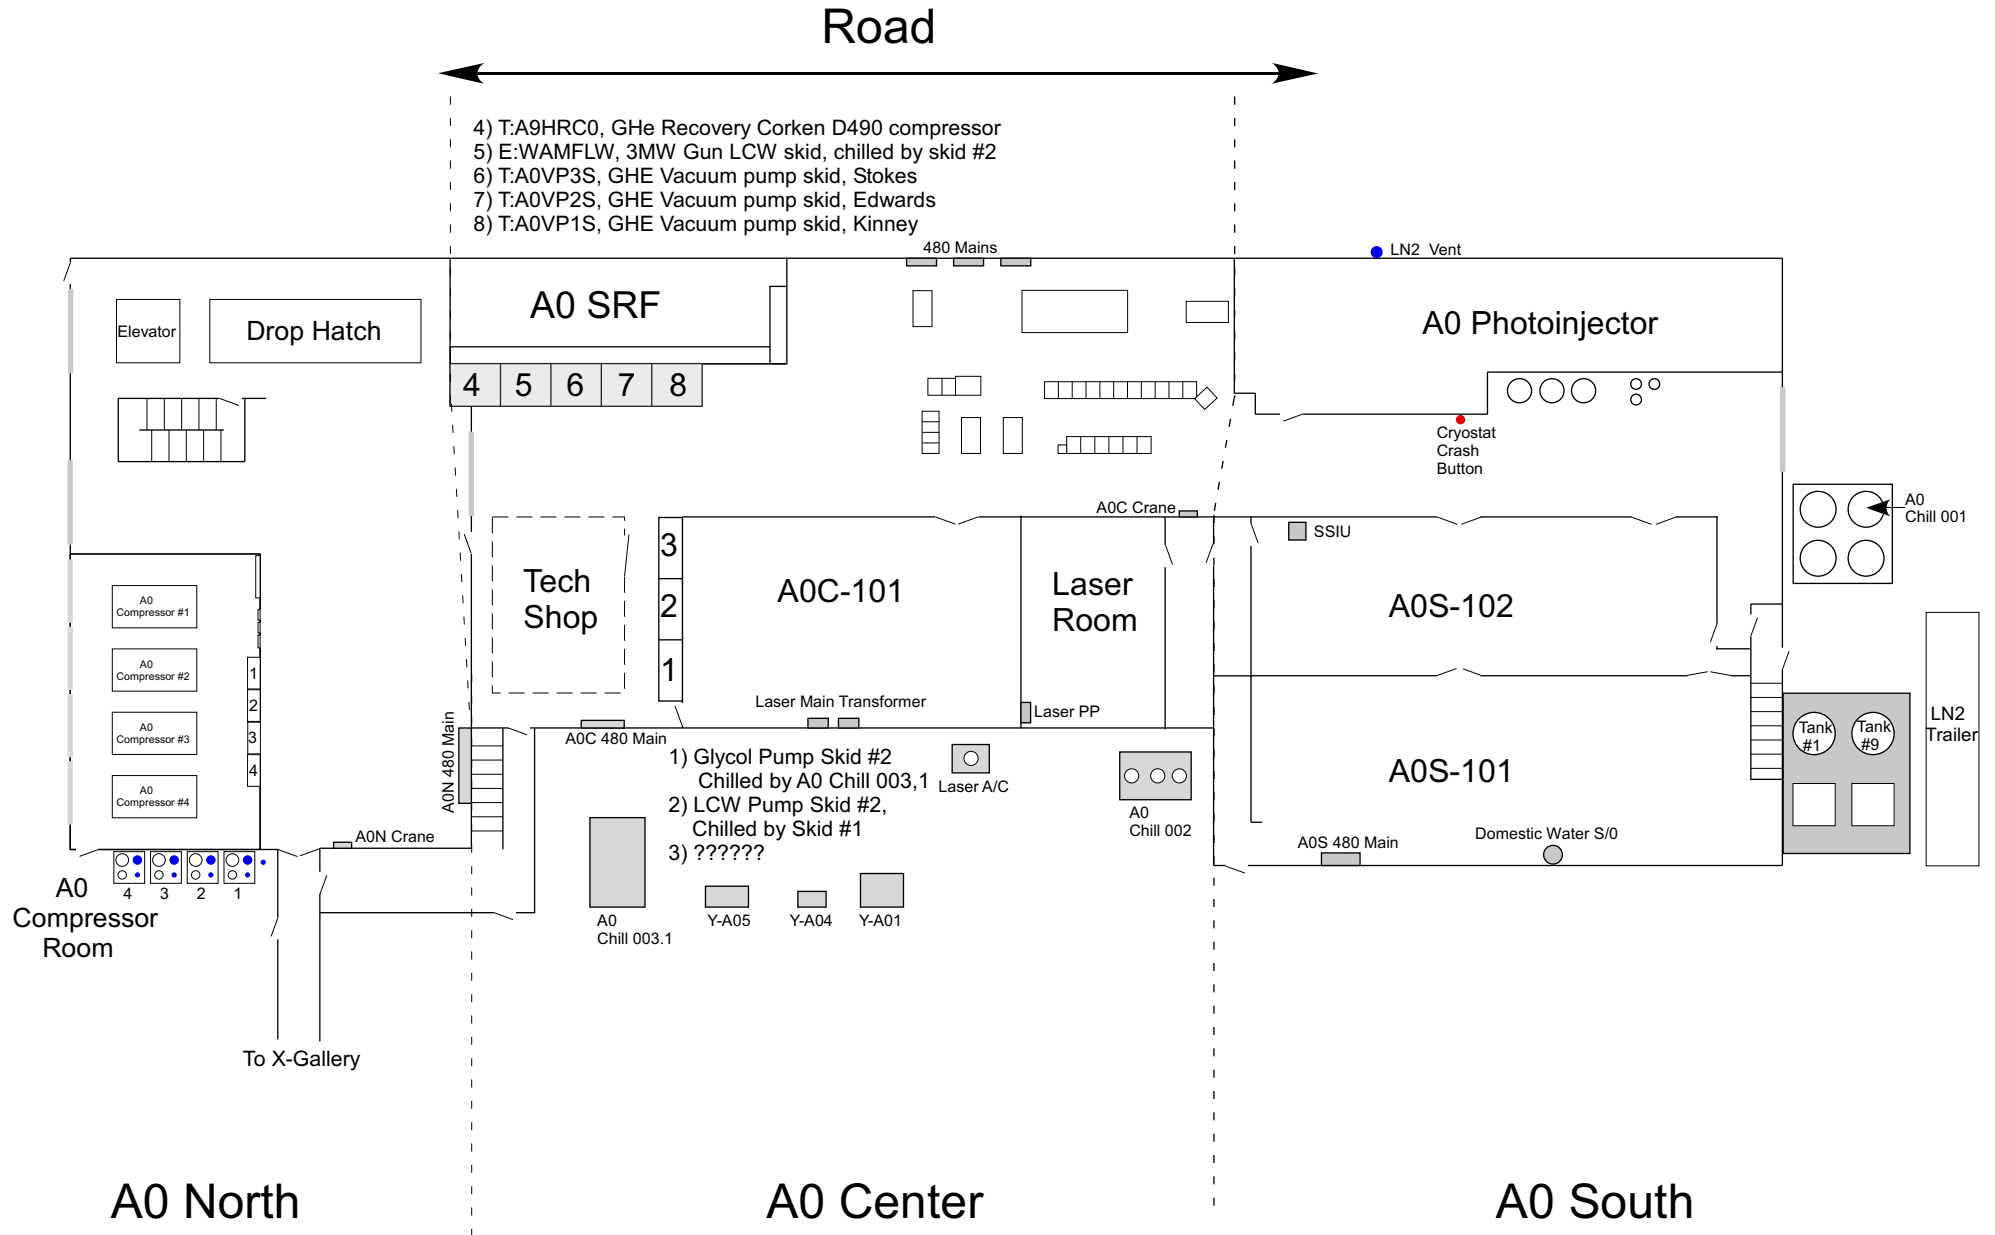 Road
4) T:A9HRC0, GHe Recovery Corken D490 compressor
5) E:WAMFLW, 3MW Gun LCW skid, chilled by skid #2
6) T:A0VP3S, GHE Vacuum pump skid, Stokes
7) T:A0VP2S, GHE Vacuum pump skid, Edwards
8) T:A0VP1S, GHE Vacuum pump skid, Kinney
480 Mains
LN2 Vent
Elevator
Drop Hatch
A0 SRF
A0 Photoinjector
4 5 6 7 8
Cryostat
Crash
Button
A0C Crane
A0
Chill 001
SSIU
Tech
Shop
3
2
1
A0C-101
Laser
Room
A0S-102
A0
Compressor #1
A0
Compressor #2
A0
Compressor #3
A0
Compressor #4
1
2
3
4
A0N 480 Main
Laser Main Transformer
Laser PP
A0C 480 Main
1) Glycol Pump Skid #2
Chilled by A0 Chill 003,1
2) LCW Pump Skid #2,
Chilled by Skid #1
3) ??????
Laser A/C
A0
Chill 002
A0S-101
Tank
#1
Tank
#9
LN2
Trailer
A0N Crane
A0S 480 Main
Domestic Water S/0
4 3 2 1
A0
Compressor
Room
A0
Chill 003.1
Y-A05
Y-A04
Y-A01
To X-Gallery
A0 North
A0 Center
A0 South